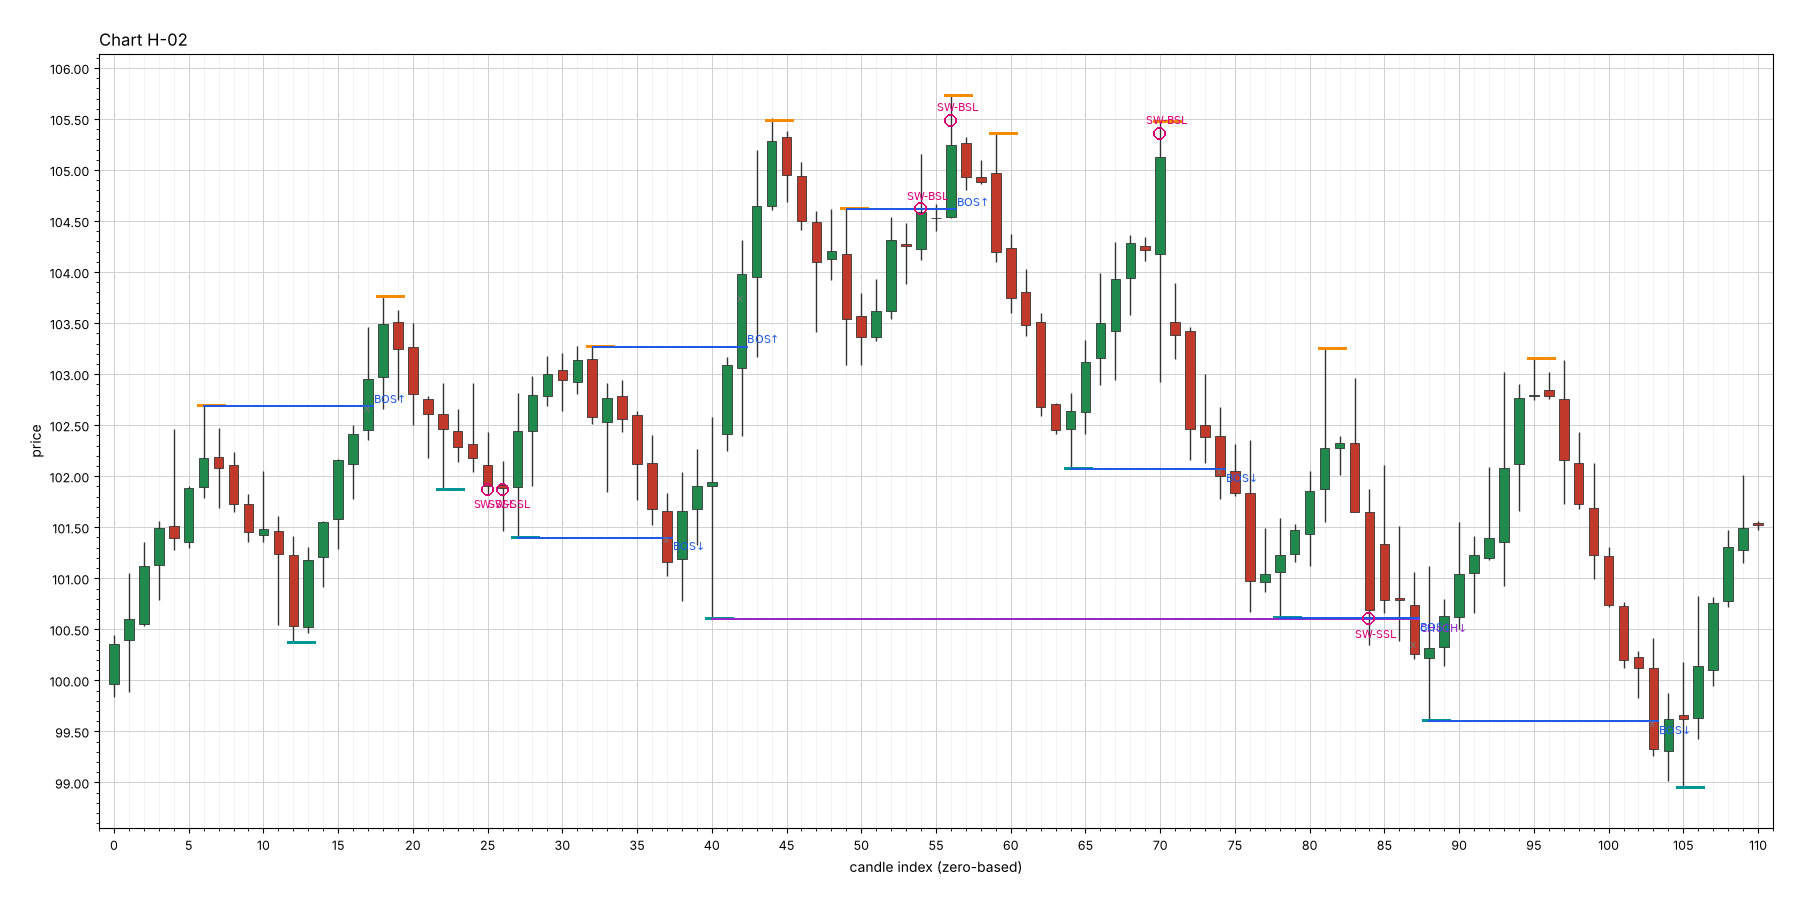 Chart H-02
106.00
105.50
105.00
104.50
104.00
103.50
103.00
102.50
102.00
101.50
101.00
100.50
100.00
99.50
99.00
price
SW-BSL
SW-BSL
SW-BSL
BOS↑
BOS↑
BOS↑
SW-SSL
BOS↓
BOS↓
SW-SSL
BOS↓
0 5 10 15 20 25 30 35 40 45 50 55 60 65 70 75 80 85 90 95 100 105 110
candle index (zero-based)